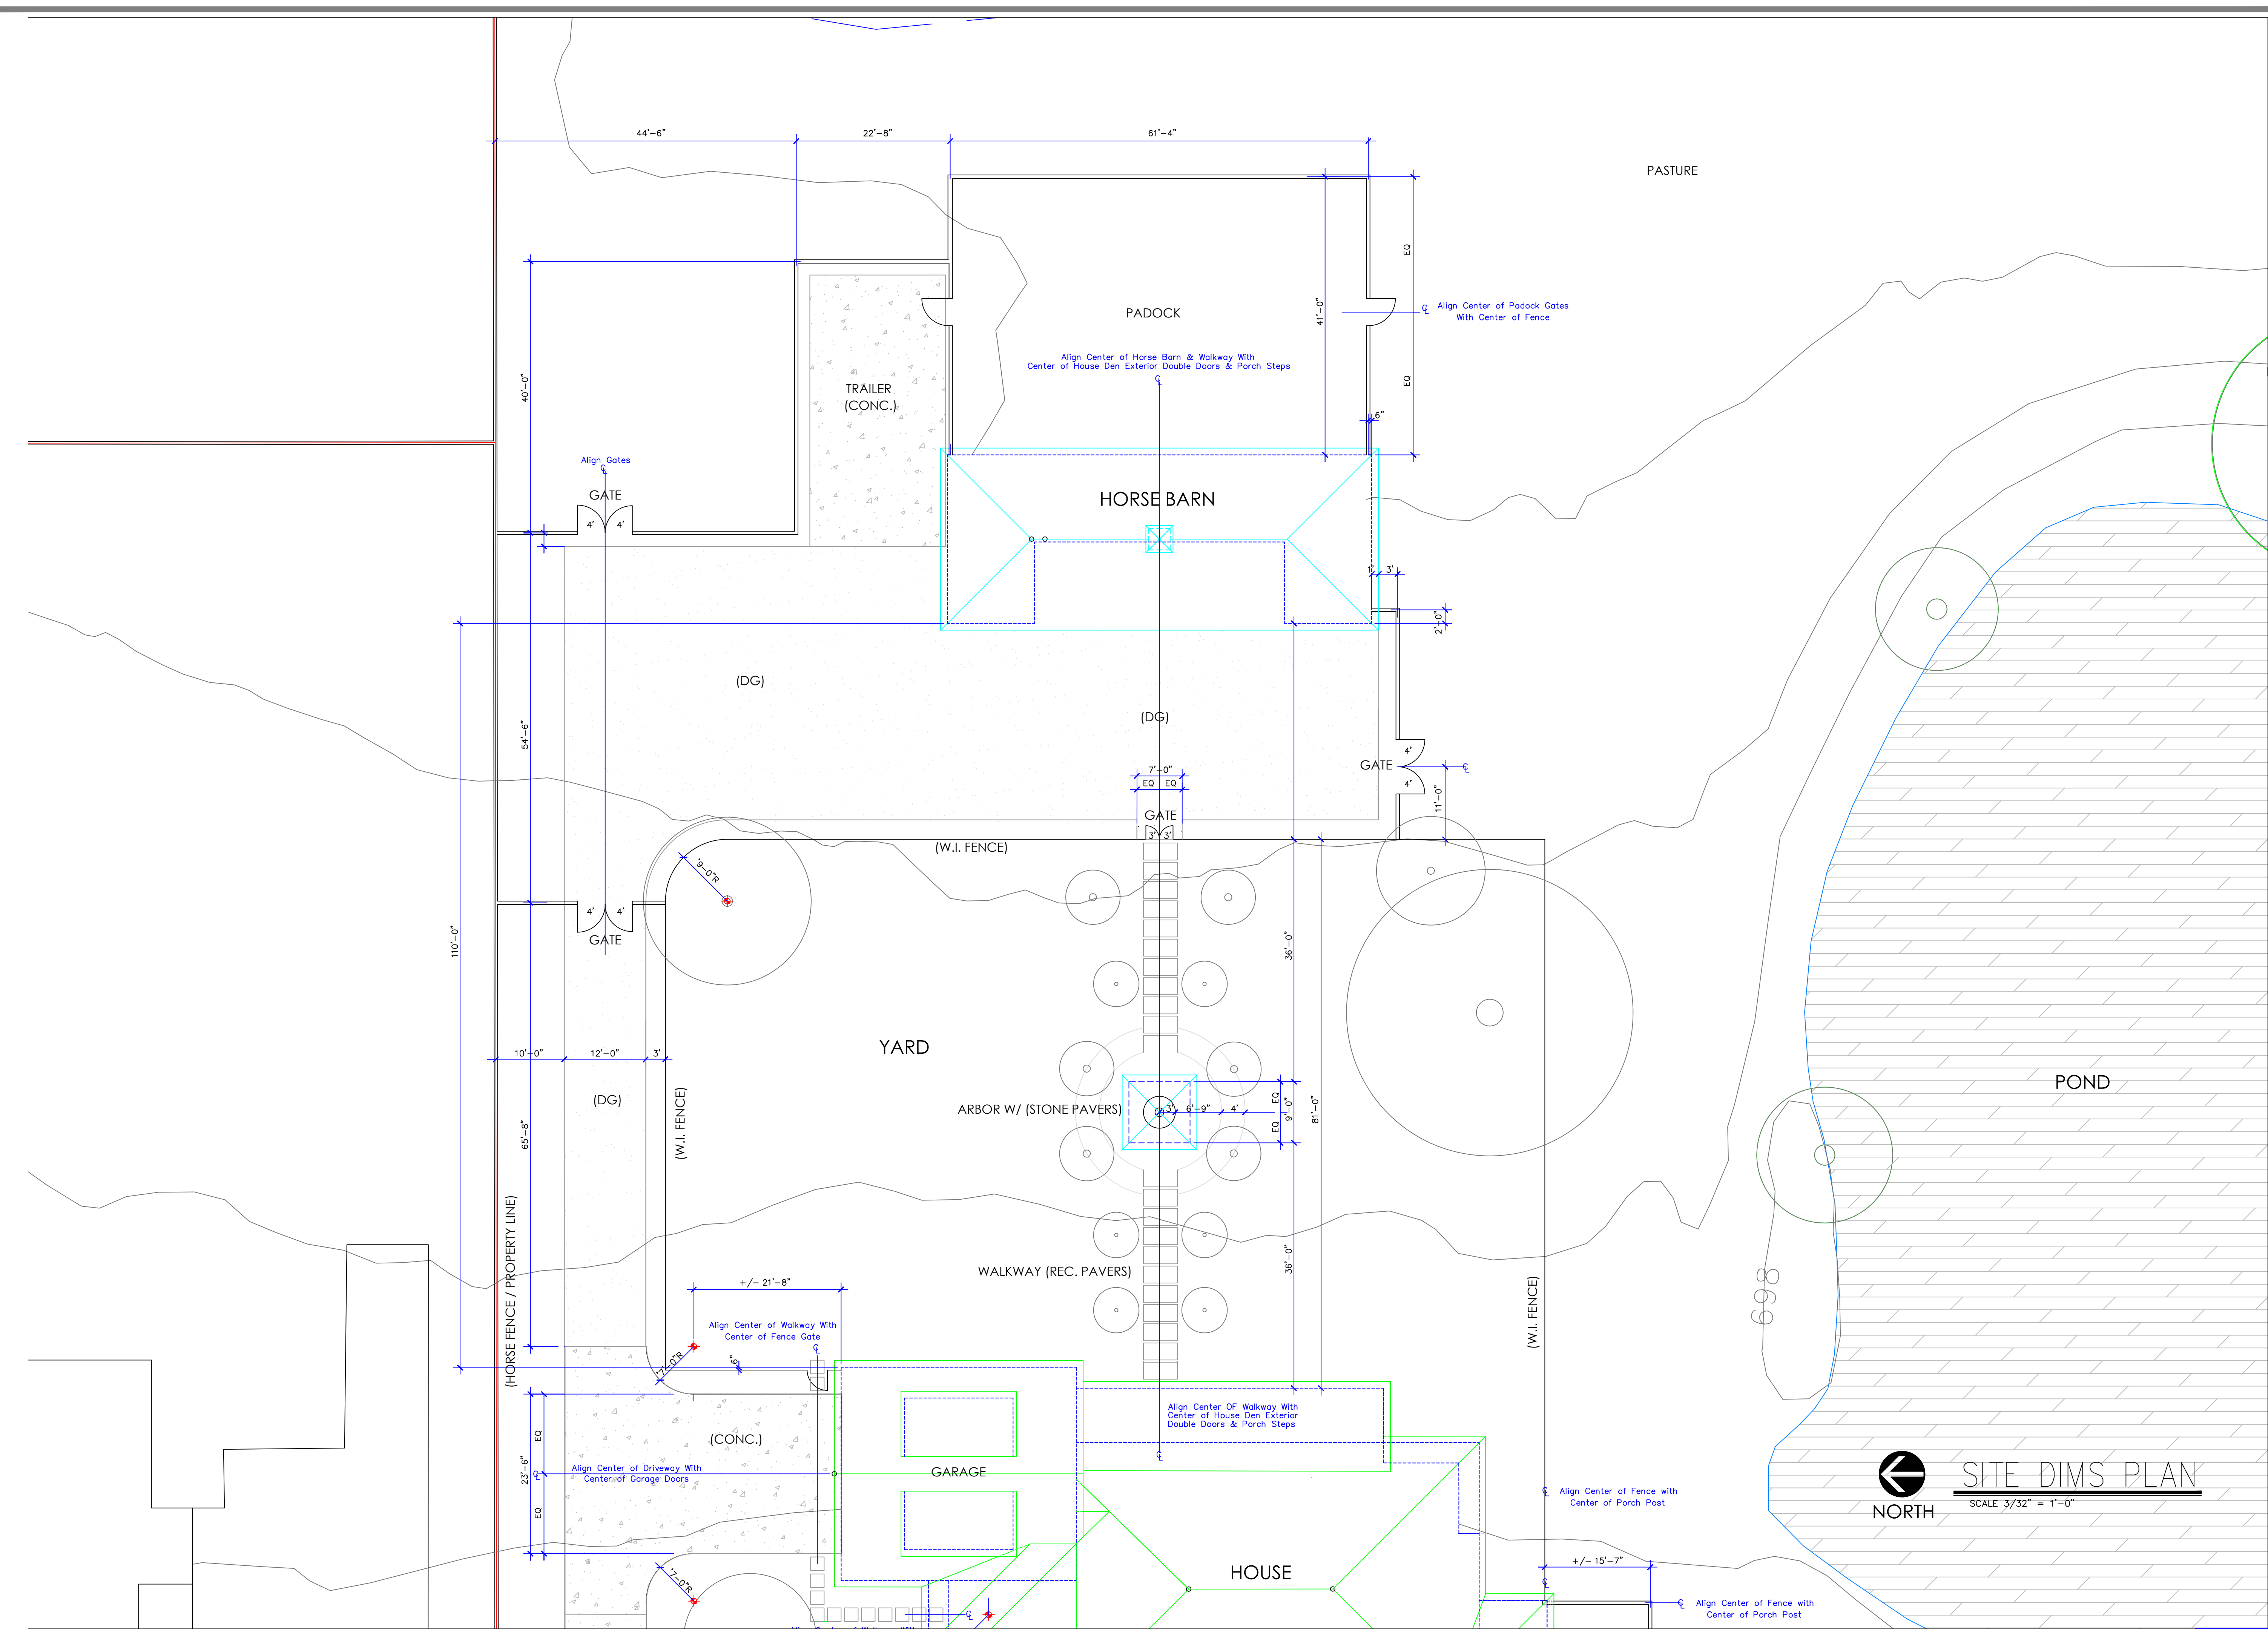 44'-6"
22'-8"
61'-4"
PASTURE
EQ
41'-0"
PADOCK
Align Center of Padock Gates
With Center of Fence
Align Center of Horse Barn & Walkway With
Center of House Den Exterior Double Doors & Porch Steps
40'-0"
TRAILER
(CONC.)
EQ
6"
Align Gates
GATE
4' 4'
HORSE BARN
1' 3'
2'-0"
(DG)
(DG)
54'-6"
4'
GATE
4'
11'-0"
7'-0"
EQ EQ
GATE
3' 3'
(W.I. FENCE)
9'-0"R
4' 4'
GATE
110'-0"
36'-0"
YARD
10'-0" 12'-0" 3'
POND
(DG)
(W.I. FENCE)
ARBOR W/ (STONE PAVERS)
3' 6'-9" 4'
EQ
EQ
9'-0"
81'-0"
65'-8"
(HORSE FENCE / PROPERTY LINE)
WALKWAY (REC. PAVERS)
36'-0"
(W.I. FENCE)
698
+/- 21'-8"
Align Center of Walkway With
Center of Fence Gate
7'-0"R
6"
Align Center OF Walkway With
Center of House Den Exterior
Double Doors & Porch Steps
(CONC.)
EQ
23'-6"
EQ
Align Center of Driveway With
Center of Garage Doors
GARAGE
Align Center of Fence with
Center of Porch Post
NORTH
SITE DIMS PLAN
SCALE 3/32" = 1'-0"
HOUSE
+/- 15'-7"
7'-0"R
Align Center of Fence with
Center of Porch Post